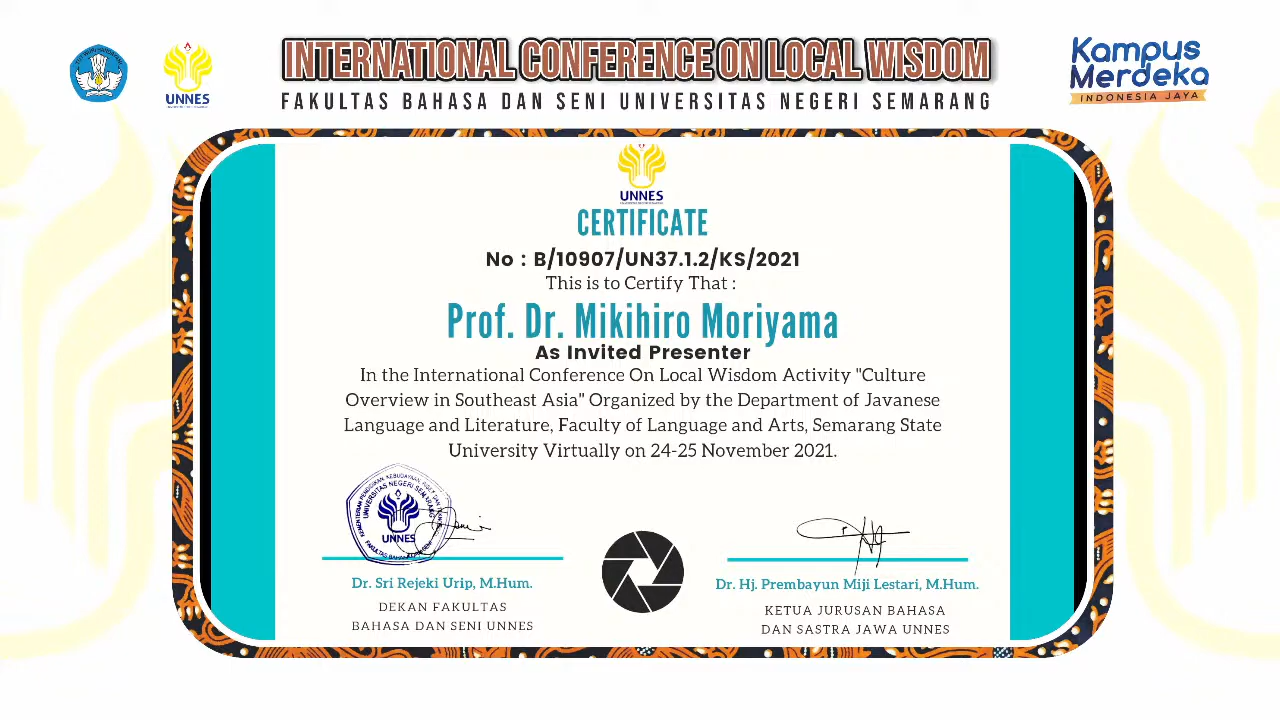 INTERNATIONAL CONFERENCE ON LOCAL WISDOM
FAKULTAS BAHASA DAN SENI UNIVERSITAS NEGERI SEMARANG
UNNES
Kampus
Merdeka
INDONESIA JAYA
UNNES
CERTIFICATE
No : B/10907/UN37.1.2/KS/2021
This is to Certify That :
Prof. Dr. Mikihiro Moriyama
As Invited Presenter
In the International Conference On Local Wisdom Activity "Culture
Overview in Southeast Asia" Organized by the Department of Javanese
Language and Literature, Faculty of Language and Arts, Semarang State
University Virtually on 24-25 November 2021.
UNIVERSITAS NEGERI SEMARANG
UNNES
Dr. Sri Rejeki Urip, M.Hum.
DEKAN FAKULTAS
BAHASA DAN SENI UNNES
Dr. Hj. Prembayun Miji Lestari, M.Hum.
KETUA JURUSAN BAHASA
DAN SASTRA JAWA UNNES